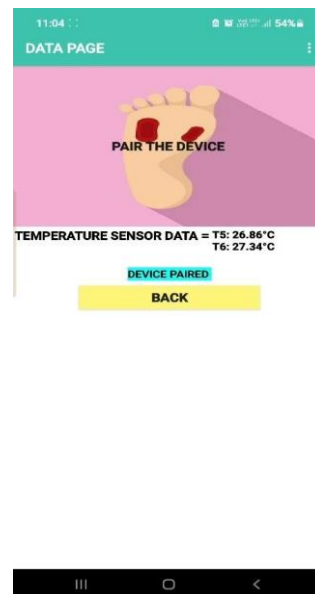 11:04
54%
DATA PAGE
PAIR THE DEVICE
TEMPERATURE SENSOR DATA = T5: 26.86°C
T6: 27.34°C
DEVICE PAIRED
BACK